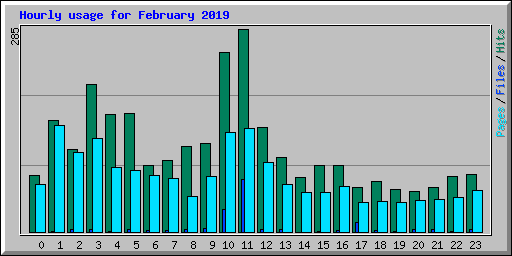 Hourly usage for February 2019
285
Pages/Files/Hits
0 1 2 3 4 5 6 7 8 9 10 11 12 13 14 15 16 17 18 19 20 21 22 23